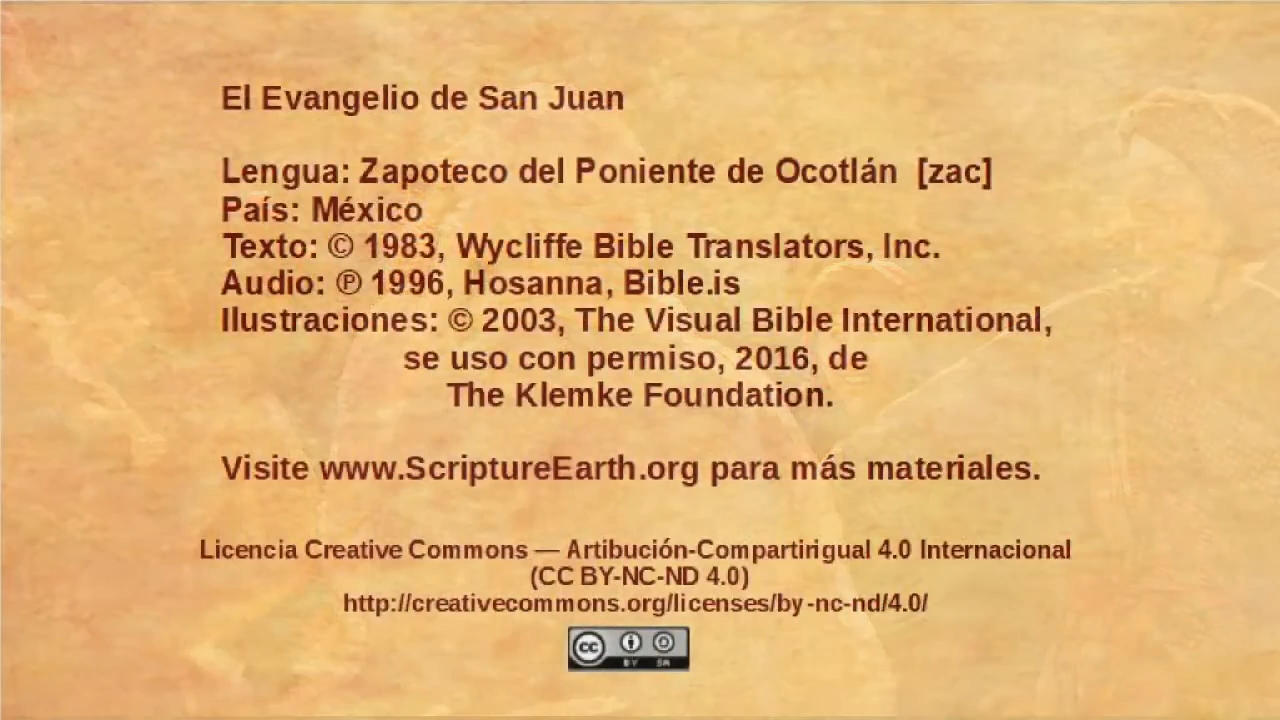 El Evangelio de San Juan
Lengua: Zapoteco del Poniente de Ocotlán [zac]
País: México
Texto: © 1983, Wycliffe Bible Translators, Inc.
Audio: ℗ 1996, Hosanna, Bible.is
Ilustraciones: © 2003, The Visual Bible International,
se uso con permiso, 2016, de
The Klemke Foundation.
Visite www.ScriptureEarth.org para más materiales.
Licencia Creative Commons — Artibución-Compartirigual 4.0 Internacional
(CC BY-NC-ND 4.0)
http://creativecommons.org/licenses/by-nc-nd/4.0/
cc BY SA